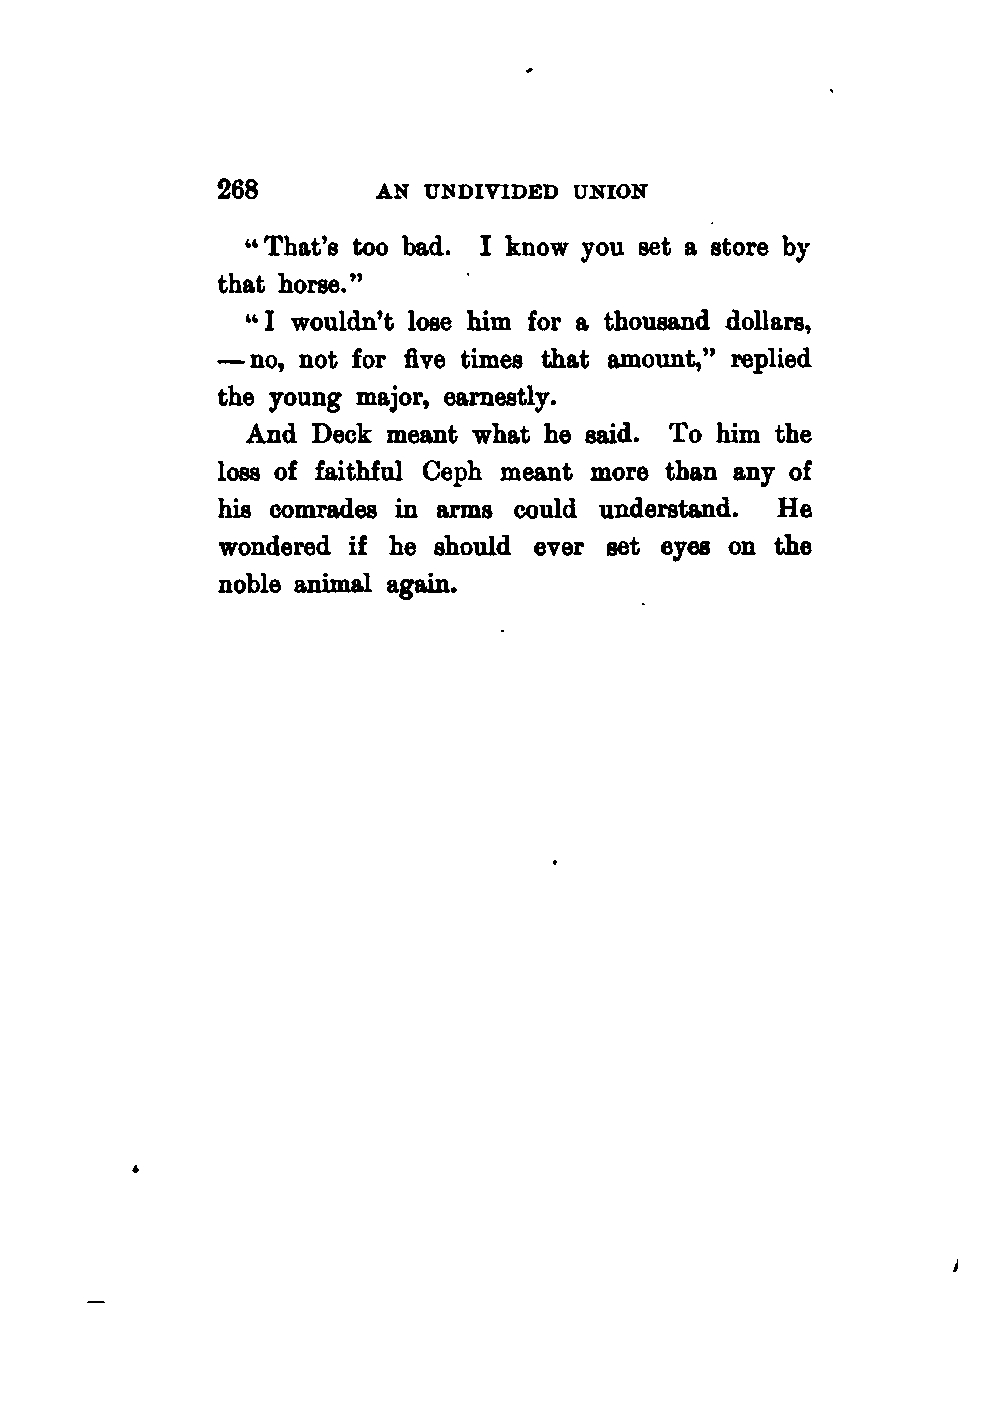 268 AN UNDIVIDED UNION
“That’s too bad. I know you set a store by
that horse.”
“I wouldn’t lose him for a thousand dollars,
—no, not for five times that amount,” replied
the young major, earnestly.
And Deck meant what he said. To him the
loss of faithful Ceph meant more than any of
his comrades in arms could understand. He
wondered if he should ever set eyes on the
noble animal again.